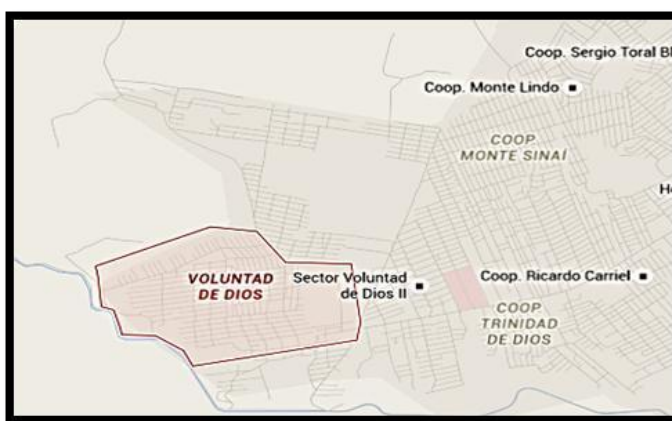 Coop. Sergio Toral Bl
Coop. Monte Lindo
COOP
MONTE SINAÍ
H
VOLUNTAD
DE DIOS
Sector Voluntad
de Dios II
Coop. Ricardo Carriel
COOP
TRINIDAD
DE DIOS